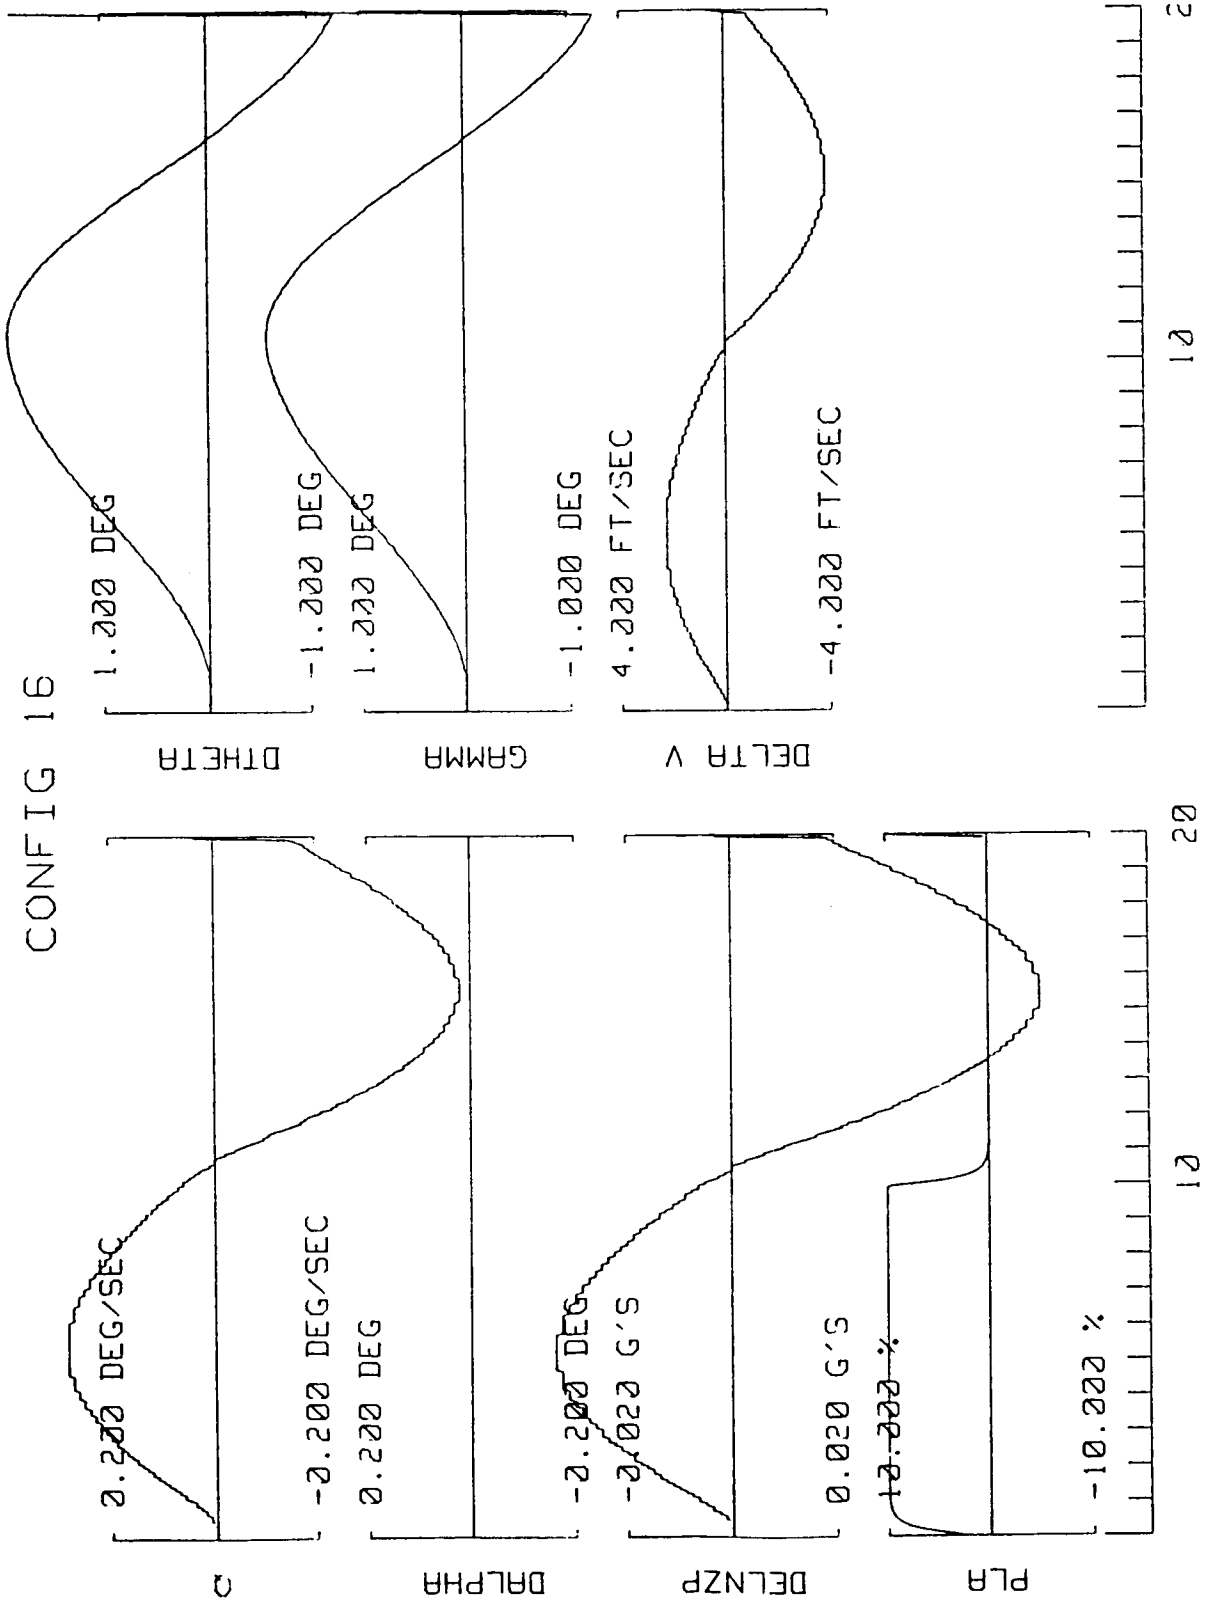 CONFIG 16
Q
0.200 DEG/SEC
-0.200 DEG/SEC
DALPHA
0.200 DEG
-0.200 DEG
DELNZP
-0.020 G'S
0.020 G'S
PLA
10.000 %
-10.000 %
10
20
DTHETA
1.000 DEG
-1.000 DEG
GAMMA
1.000 DEG
-1.000 DEG
DELTA V
4.000 FT/SEC
-4.000 FT/SEC
10
2